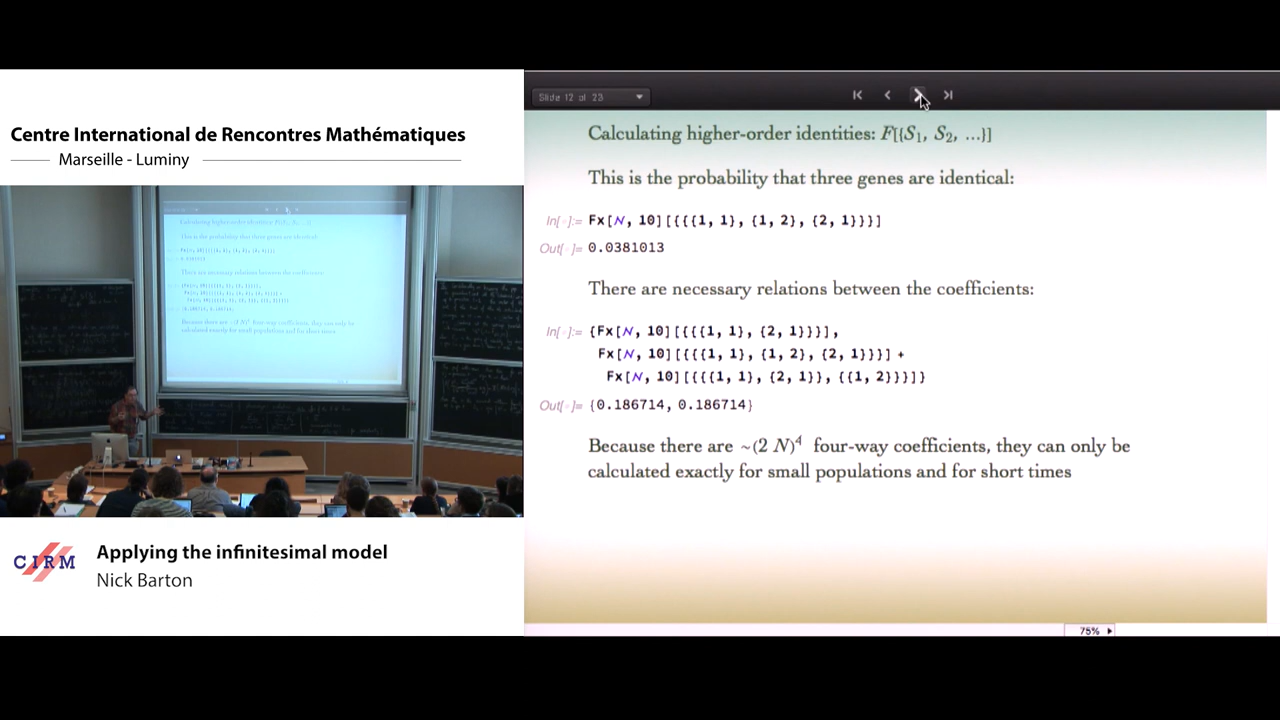 Centre International de Rencontres Mathématiques
Marseille - Luminy
CIRM
Applying the infinitesimal model
Nick Barton
Slide 12 of 23
Calculating higher-order identities: F[{S1, S2, ...}]
This is the probability that three genes are identical:
In[ ]:= Fx[N, 10][{{{1, 1}, {1, 2}, {2, 1}}}]
Out[ ]= 0.0381013
There are necessary relations between the coefficients:
In[ ]:= {Fx[N, 10][{{{1, 1}, {2, 1}}}],
Fx[N, 10][{{{1, 1}, {1, 2}, {2, 1}}}] +
Fx[N, 10][{{{1, 1}, {2, 1}}, {{1, 2}}}]}
Out[ ]= {0.186714, 0.186714}
Because there are ~(2 N)⁴ four-way coefficients, they can only be
calculated exactly for small populations and for short times
75%